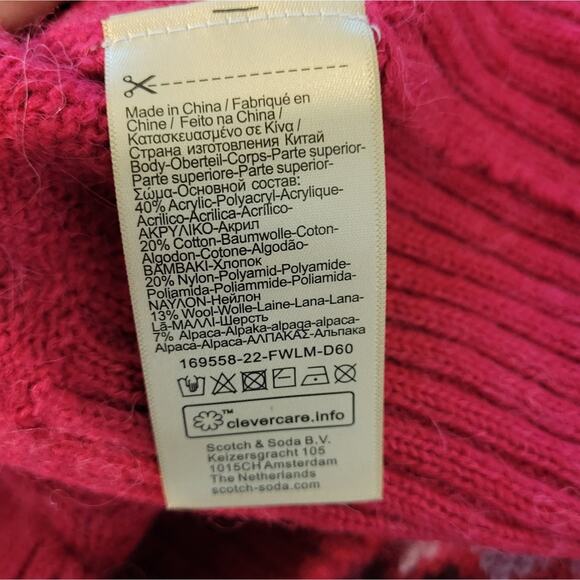 Made in China / Fabriqué en
Chine / Feito na China /
Κατασκευασμένο σε Κίνα /
Страна изготовления Китай
Body-Oberteil-Corps-Parte superior-
Parte superiore-Parte superior-
Σώμα-Основной состав:
40% Acrylic-Polyacryl-Acrylique-
Acrilico-Acrílica-Acrílico-
ΑΚΡΥΛΙΚΟ-Акрил
20% Cotton-Baumwolle-Coton-
Algodon-Cotone-Algodão-
ΒΑΜΒΑΚΙ-Хлопок
20% Nylon-Polyamid-Polyamide-
Poliamida-Poliammide-Poliamida-
ΝΑΥΛΟΝ-Нейлон
13% Wool-Wolle-Laine-Lana-Lana-
Lã-ΜΑΛΛΙ-Шерсть
7% Alpaca-Alpaka-alpaga-alpaca-
Alpaca-Alpaca-ΑΛΠΑΚΑΣ-Альпака
169558-22-FWLM-D60
™ clevercare.info
Scotch & Soda B.V.
Keizersgracht 105
1015CH Amsterdam
The Netherlands
scotch-soda.com